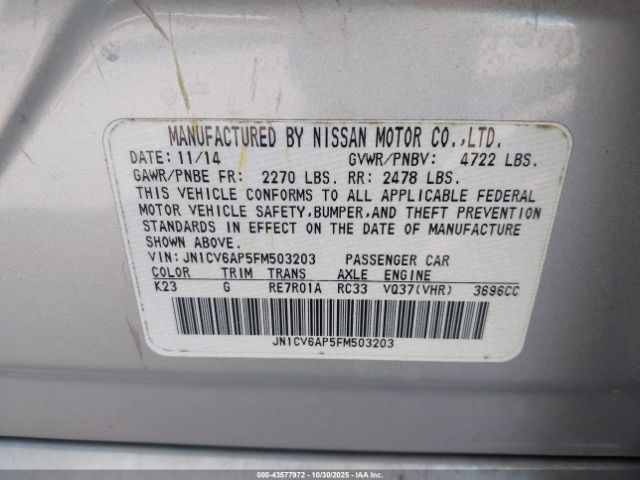 MANUFACTURED BY NISSAN MOTOR CO.,LTD.
DATE: 11/14 GVWR/PNBV: 4722 LBS.
GAWR/PNBE FR: 2270 LBS. RR: 2478 LBS.
THIS VEHICLE CONFORMS TO ALL APPLICABLE FEDERAL
MOTOR VEHICLE SAFETY,BUMPER,AND THEFT PREVENTION
STANDARDS IN EFFECT ON THE DATE OF MANUFACTURE
SHOWN ABOVE.
VIN: JN1CV6AP5FM503203 PASSENGER CAR
COLOR TRIM TRANS AXLE ENGINE
K23 G RE7R01A RC33 VQ37(VHR) 3696CC
JN1CV6AP5FM503203
000-43577972 | 10/30/2025 | COPYRIGHT IAA, LLC.